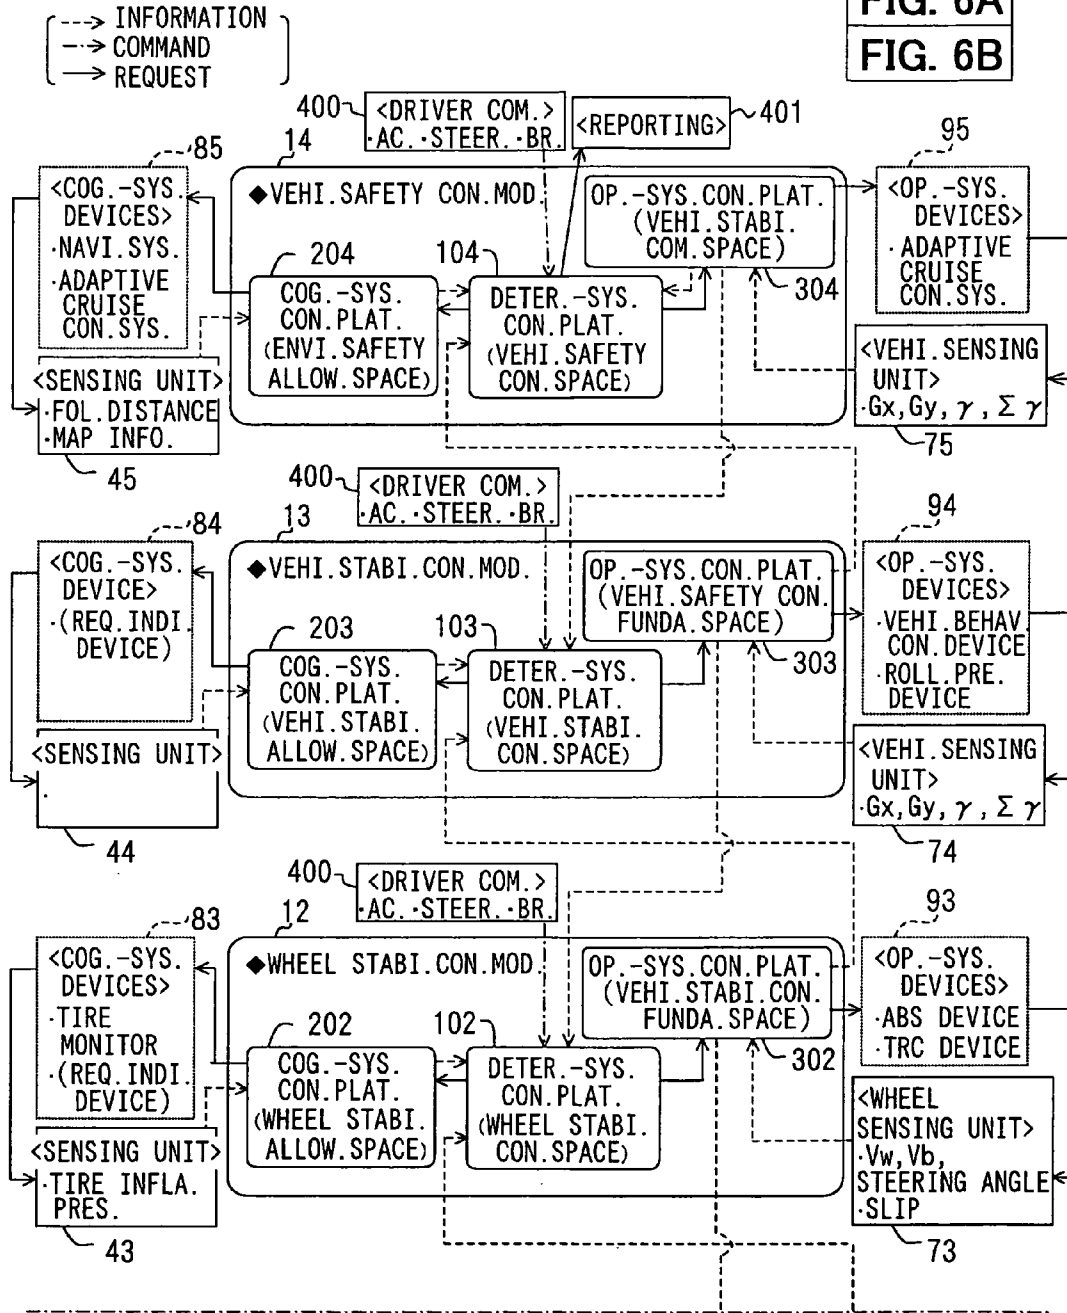 ---> INFORMATION
COMMAND
REQUEST
FIG. 6A
FIG. 6B
400
<DRIVER COM.>
·AC.·STEER.·BR.
<REPORTING>
401
85
<COG.-SYS.
DEVICES>
·NAVI.SYS.
·ADAPTIVE
CRUISE
CON.SYS.
<SENSING UNIT>
·FOL.DISTANCE
·MAP INFO.
45
14
◆VEHI.SAFETY CON.MOD.
204
COG.-SYS.
CON.PLAT.
(ENVI.SAFETY
ALLOW.SPACE)
104
DETER.-SYS.
CON.PLAT.
(VEHI.SAFETY
CON.SPACE)
OP.-SYS.CON.PLAT.
(VEHI.STABI.
COM.SPACE)
304
95
<OP.-SYS.
DEVICES>
·ADAPTIVE
CRUISE
CON.SYS.
<VEHI.SENSING
UNIT>
·Gx,Gy,γ,Σγ
75
400
<DRIVER COM.>
·AC.·STEER.·BR.
84
<COG.-SYS.
DEVICE>
·(REQ.INDI.
DEVICE)
<SENSING UNIT>
·
44
13
◆VEHI.STABI.CON.MOD.
203
COG.-SYS.
CON.PLAT.
(VEHI.STABI.
ALLOW.SPACE)
103
DETER.-SYS.
CON.PLAT.
(VEHI.STABI.
CON.SPACE)
OP.-SYS.CON.PLAT.
(VEHI.SAFETY CON.
FUNDA.SPACE)
303
94
<OP.-SYS.
DEVICES>
·VEHI.BEHAV.
CON.DEVICE
·ROLL.PRE.
DEVICE
<VEHI.SENSING
UNIT>
·Gx,Gy,γ,Σγ
74
400
<DRIVER COM.>
·AC.·STEER.·BR.
83
<COG.-SYS.
DEVICES>
·TIRE
MONITOR
·(REQ.INDI.
DEVICE)
<SENSING UNIT>
·TIRE INFLA.
PRES.
43
12
◆WHEEL STABI.CON.MOD.
202
COG.-SYS.
CON.PLAT.
(WHEEL STABI.
ALLOW.SPACE)
102
DETER.-SYS.
CON.PLAT.
(WHEEL STABI.
CON.SPACE)
OP.-SYS.CON.PLAT.
(VEHI.STABI.CON.
FUNDA.SPACE)
302
93
<OP.-SYS.
DEVICES>
·ABS DEVICE
·TRC DEVICE
<WHEEL
SENSING UNIT>
·Vw,Vb,
STEERING ANGLE
·SLIP
73